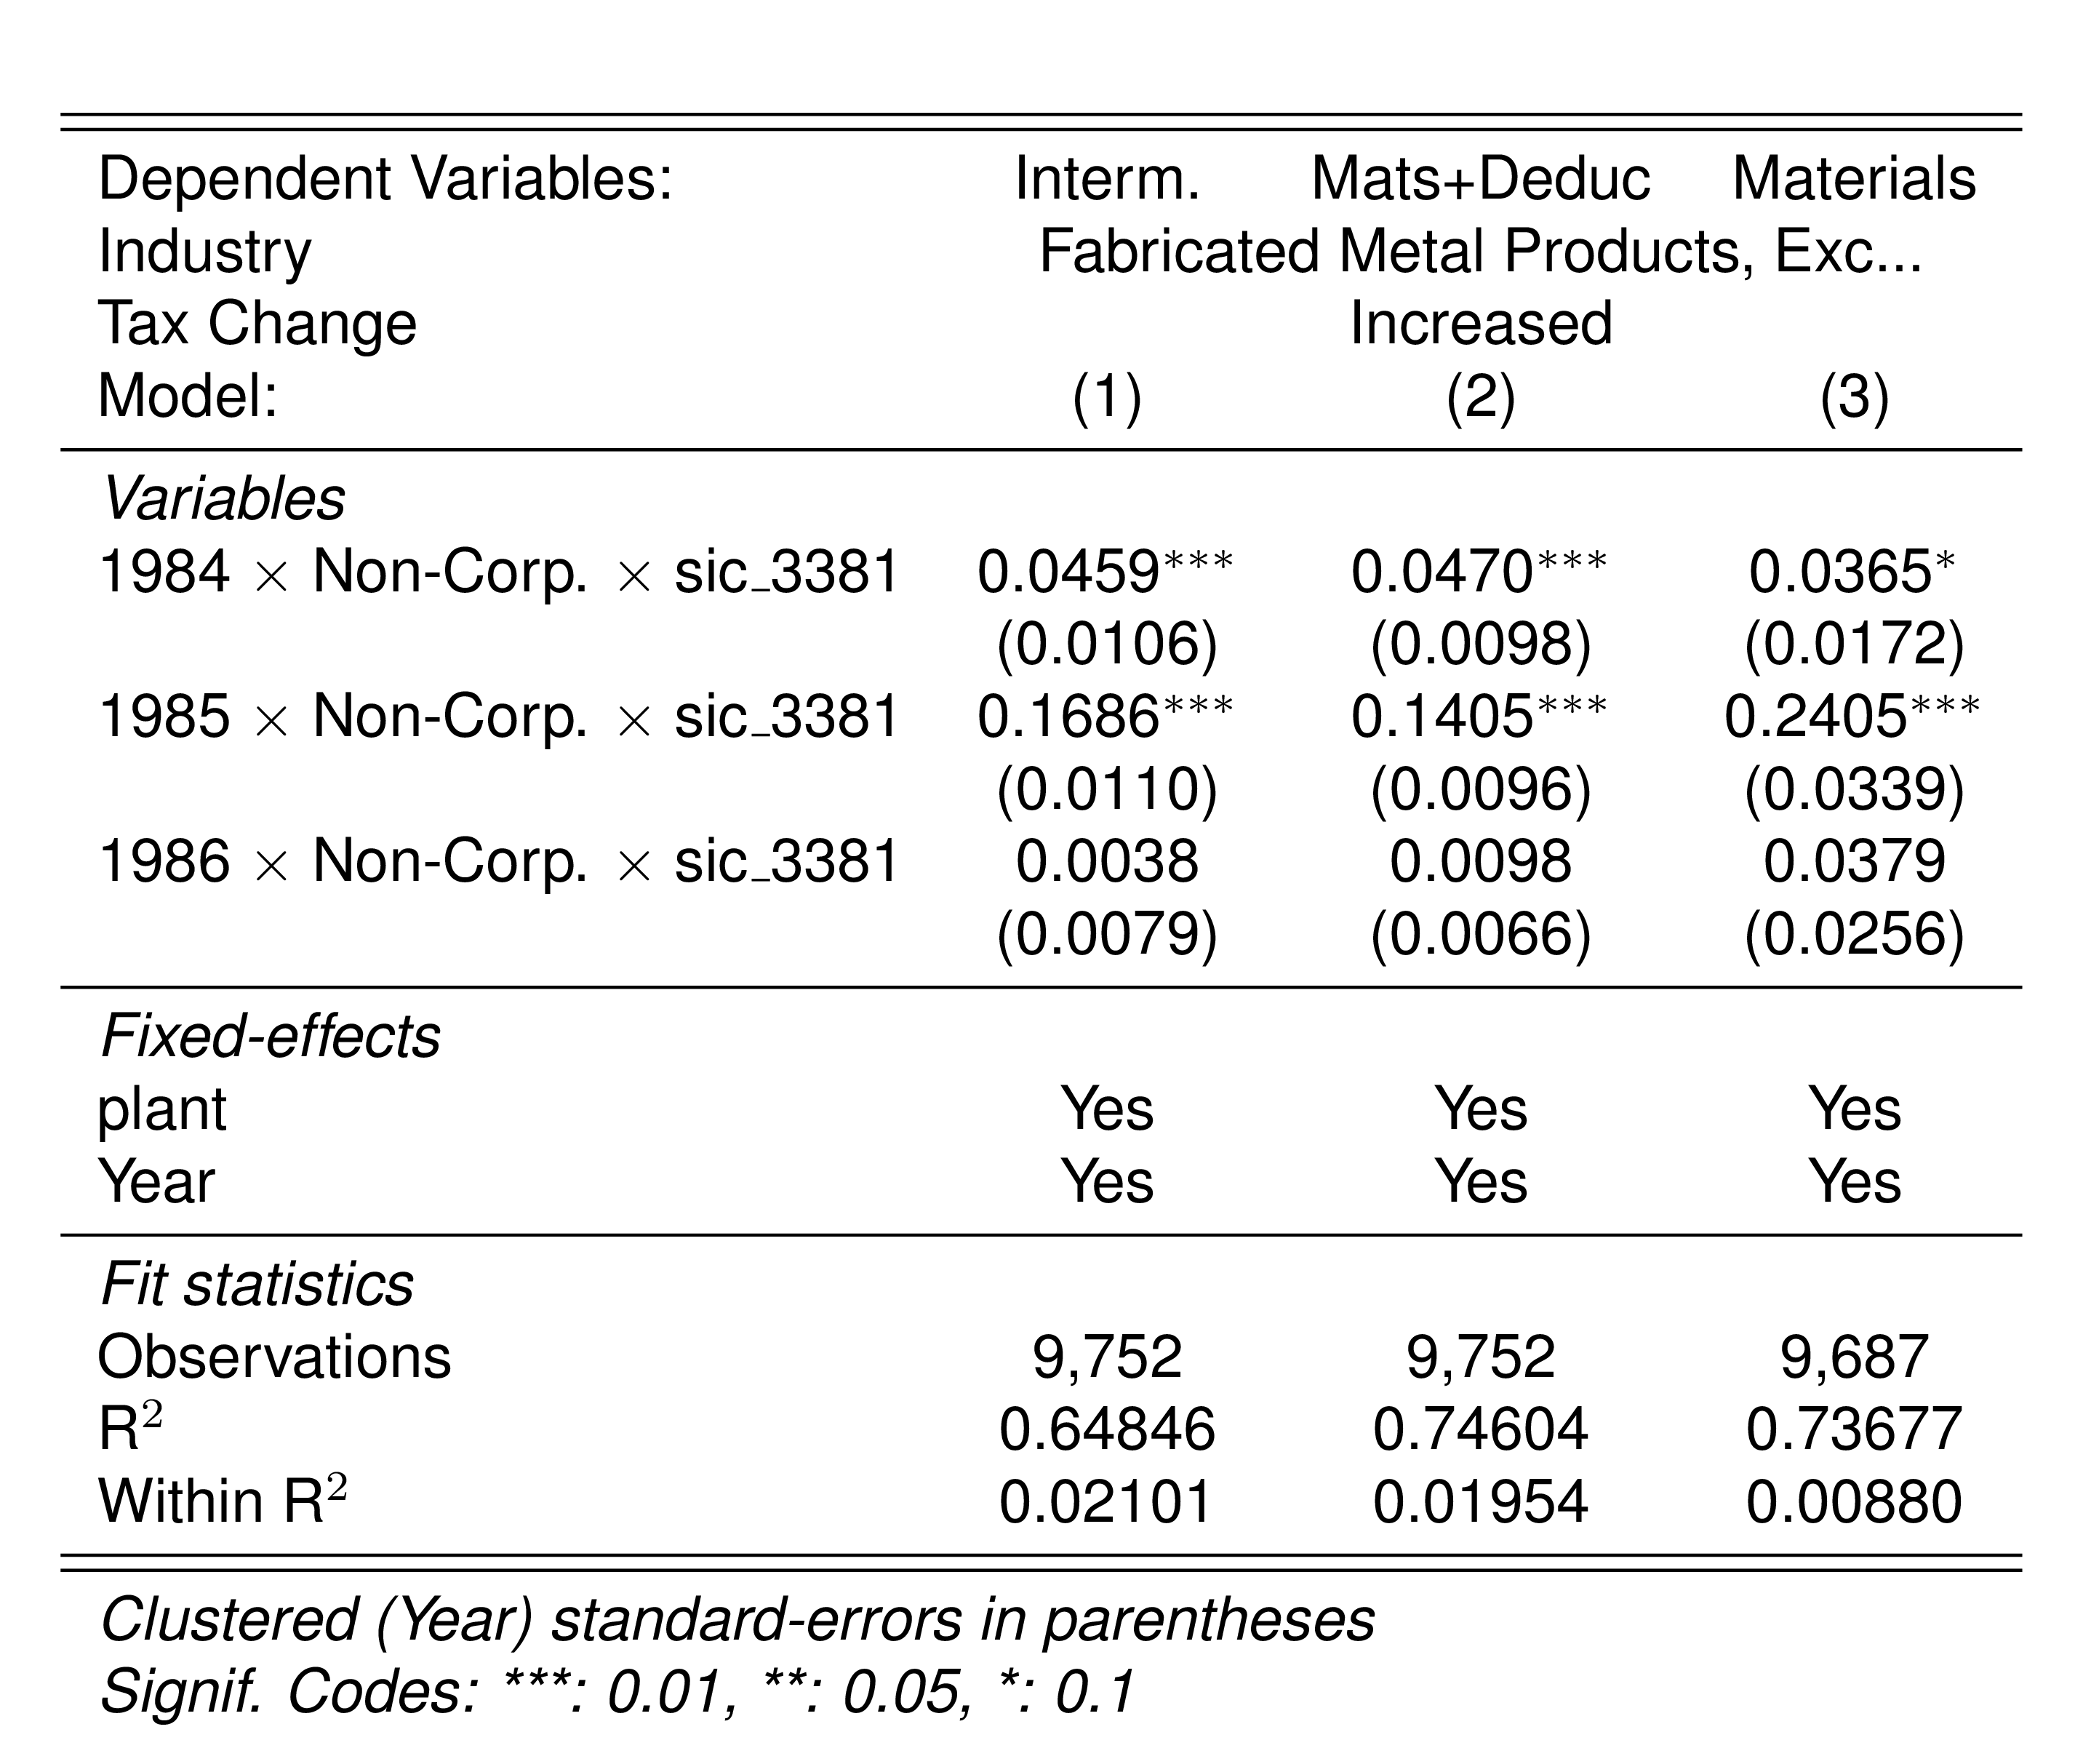 Dependent Variables: Interm. Mats+Deduc Materials
Industry Fabricated Metal Products, Exc...
Tax Change Increased
Model: (1) (2) (3)
Variables
1984 × Non-Corp. × sic_3381 0.0459*** 0.0470*** 0.0365*
(0.0106) (0.0098) (0.0172)
1985 × Non-Corp. × sic_3381 0.1686*** 0.1405*** 0.2405***
(0.0110) (0.0096) (0.0339)
1986 × Non-Corp. × sic_3381 0.0038 0.0098 0.0379
(0.0079) (0.0066) (0.0256)
Fixed-effects
plant Yes Yes Yes
Year Yes Yes Yes
Fit statistics
Observations 9,752 9,752 9,687
R² 0.64846 0.74604 0.73677
Within R² 0.02101 0.01954 0.00880
Clustered (Year) standard-errors in parentheses
Signif. Codes: ***: 0.01, **: 0.05, *: 0.1